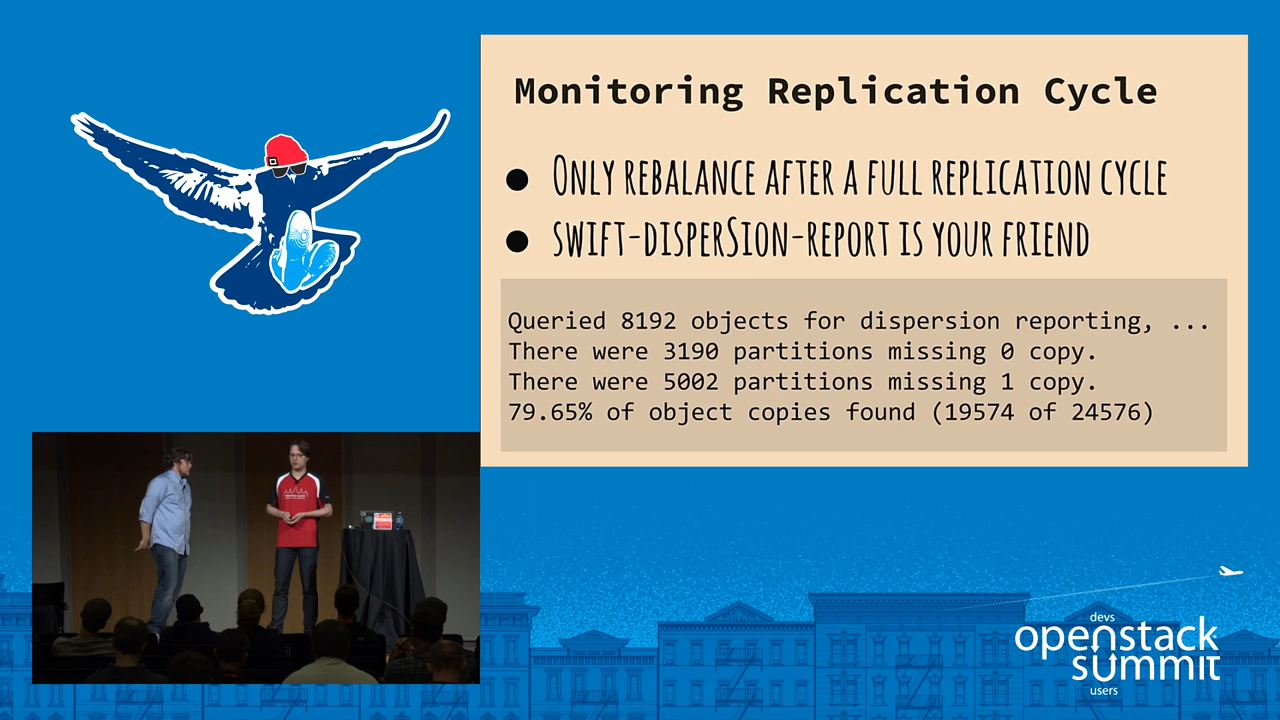 Monitoring Replication Cycle
● Only rebalance after a full replication cycle
● swift-disperSion-report is your friend
Queried 8192 objects for dispersion reporting, ...
There were 3190 partitions missing 0 copy.
There were 5002 partitions missing 1 copy.
79.65% of object copies found (19574 of 24576)
devs
openstack
summit
users